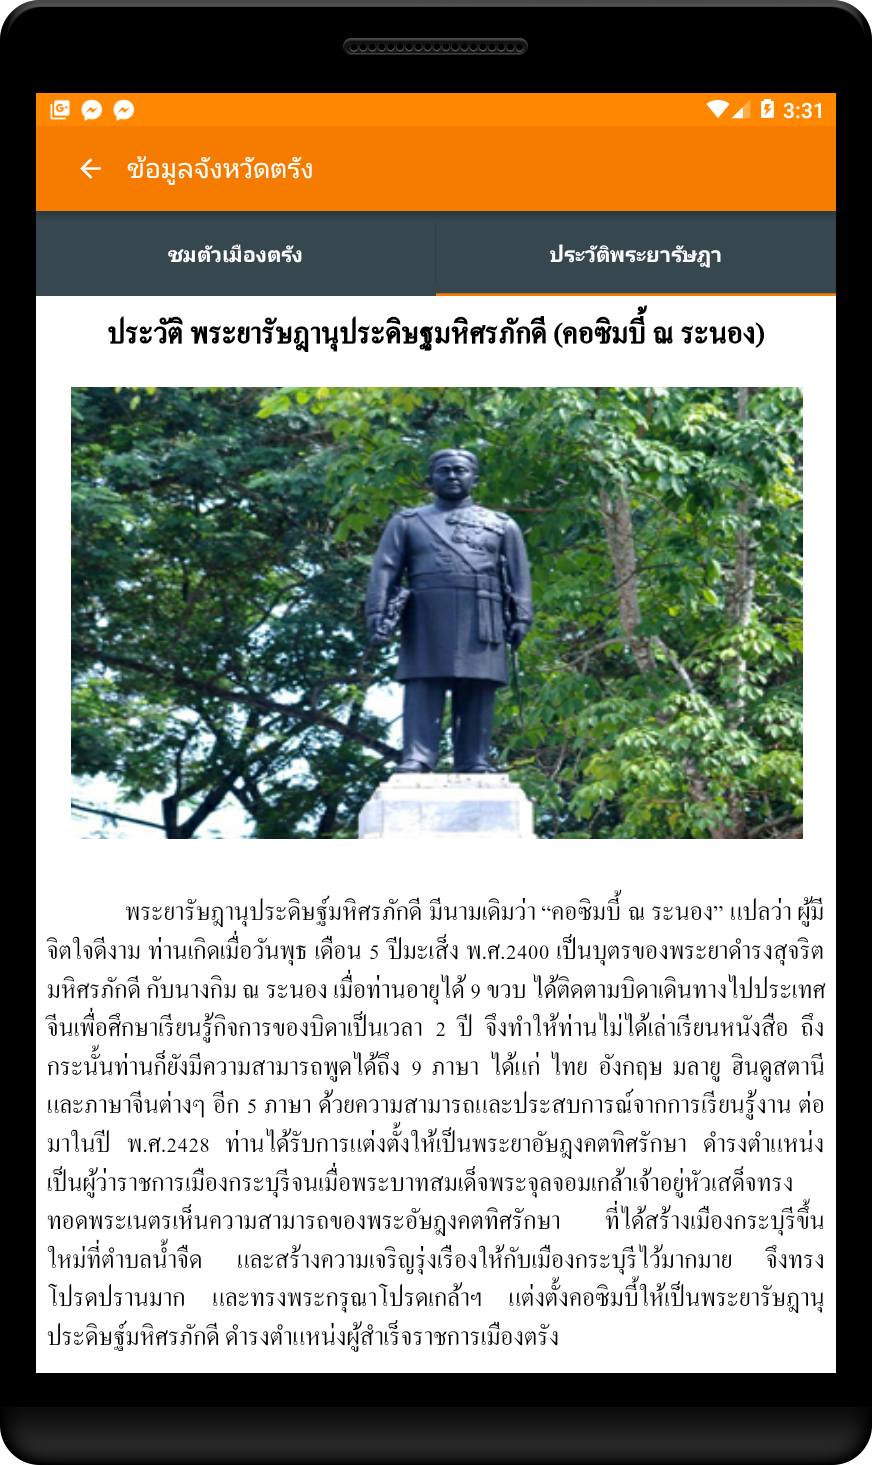 3:31
ข้อมูลจังหวัดตรัง
ชมตัวเมืองตรัง
ประวัติพระยารัษฎา
ประวัติ พระยารัษฎานุประดิษฐมหิศรภักดี (คอซิมบี้ ณ ระนอง)
พระยารัษฎานุประดิษฐ์มหิศรภักดี มีนามเดิมว่า “คอซิมบี้ ณ ระนอง” แปลว่า ผู้มี
จิตใจดีงาม ท่านเกิดเมื่อวันพุธ เดือน 5 ปีมะเส็ง พ.ศ.2400 เป็นบุตรของพระยาดำรงสุจริต
มหิศรภักดี กับนางกิม ณ ระนอง เมื่อท่านอายุได้ 9 ขวบ ได้ติดตามบิดาเดินทางไปประเทศ
จีนเพื่อศึกษาเรียนรู้กิจการของบิดาเป็นเวลา 2 ปี จึงทำให้ท่านไม่ได้เล่าเรียนหนังสือ ถึง
กระนั้นท่านก็ยังมีความสามารถพูดได้ถึง 9 ภาษา ได้แก่ ไทย อังกฤษ มลายู ฮินดูสตานี
และภาษาจีนต่างๆ อีก 5 ภาษา ด้วยความสามารถและประสบการณ์จากการเรียนรู้งาน ต่อ
มาในปี พ.ศ.2428 ท่านได้รับการแต่งตั้งให้เป็นพระยาอัษฎงคตทิศรักษา ดำรงตำแหน่ง
เป็นผู้ว่าราชการเมืองกระบุรีจนเมื่อพระบาทสมเด็จพระจุลจอมเกล้าเจ้าอยู่หัวเสด็จทรง
ทอดพระเนตรเห็นความสามารถของพระอัษฎงคตทิศรักษา ที่ได้สร้างเมืองกระบุรีขึ้น
ใหม่ที่ตำบลน้ำจืด และสร้างความเจริญรุ่งเรืองให้กับเมืองกระบุรีไว้มากมาย จึงทรง
โปรดปรานมาก และทรงพระกรุณาโปรดเกล้าฯ แต่งตั้งคอซิมบี้ให้เป็นพระยารัษฎานุ
ประดิษฐ์มหิศรภักดี ดำรงตำแหน่งผู้สำเร็จราชการเมืองตรัง